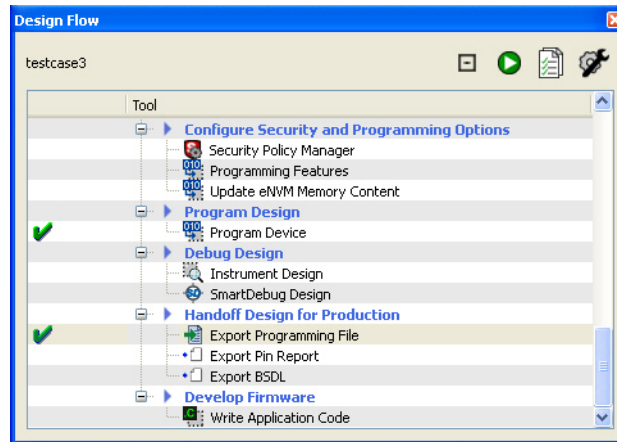 Design Flow
testcase3
Tool
Configure Security and Programming Options
Security Policy Manager
Programming Features
Update eNVM Memory Content
Program Design
Program Device
Debug Design
Instrument Design
SmartDebug Design
Handoff Design for Production
Export Programming File
Export Pin Report
Export BSDL
Develop Firmware
Write Application Code